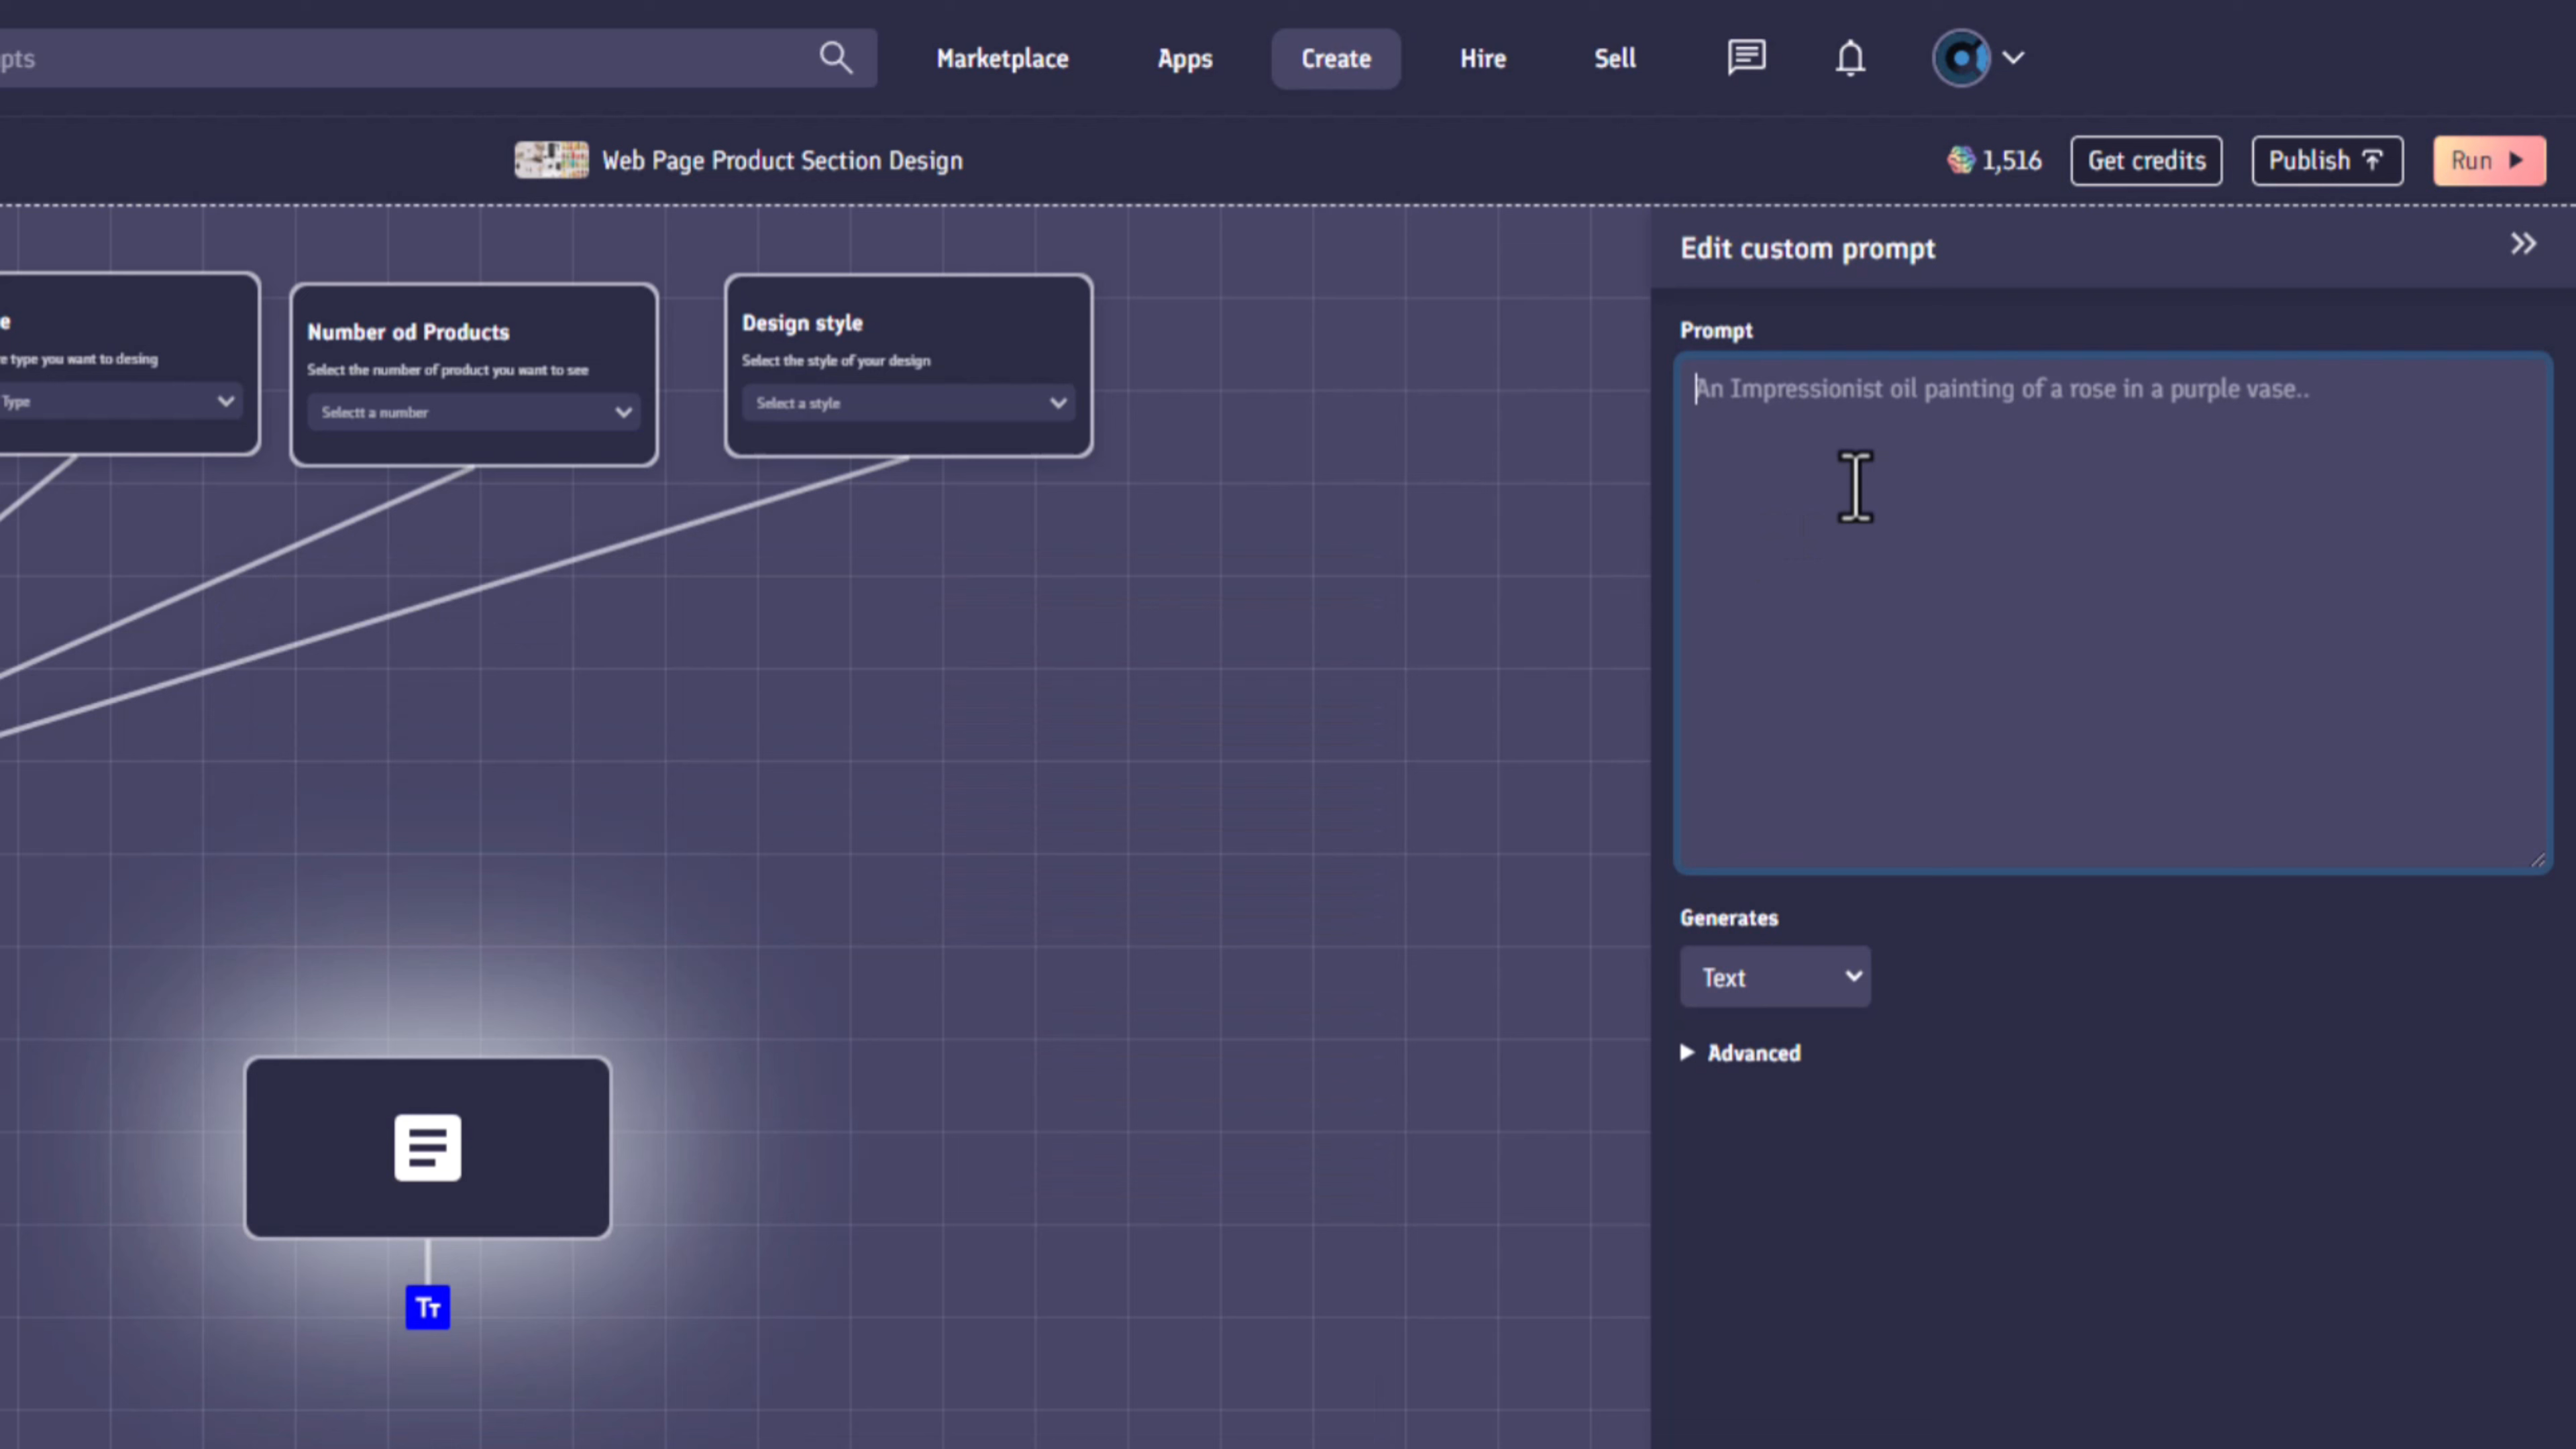 pts
Marketplace
Apps
Create
Hire
Sell
Web Page Product Section Design
1,516
Get credits
Publish
Run
Edit custom prompt
e
Number od Products
Design style
e type you want to desing
Select the number of product you want to see
Select the style of your design
Type
Selectt a number
Select a style
Prompt
An Impressionist oil painting of a rose in a purple vase..
Generates
Text
Advanced
Tт